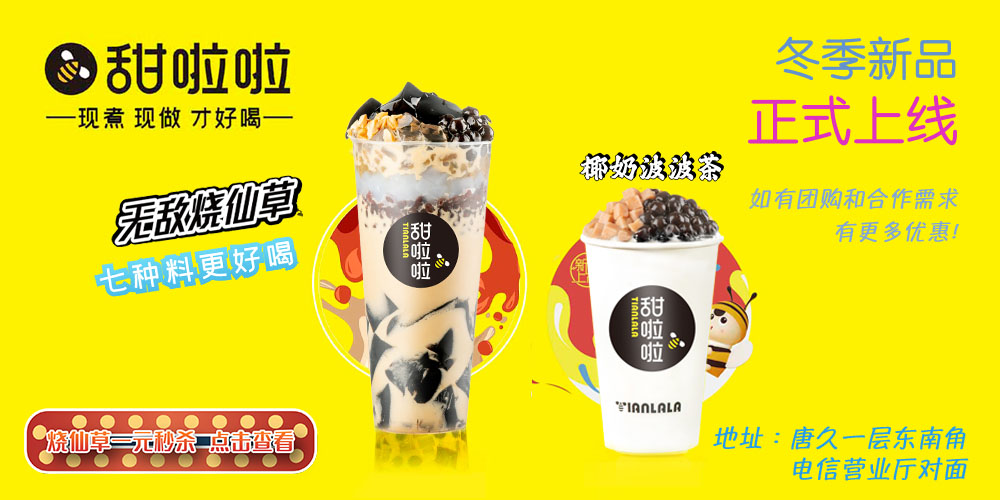 甜啦啦
现煮 现做 才好喝
冬季新品
正式上线
无敌烧仙草
七种料更好喝
椰奶波波茶
如有团购和合作需求
有更多优惠!
甜啦啦
TIANLALA
甜啦啦
TIANLALA
TIANLALA
新
上
烧仙草一元秒杀 点击查看
地址：唐久一层东南角
电信营业厅对面